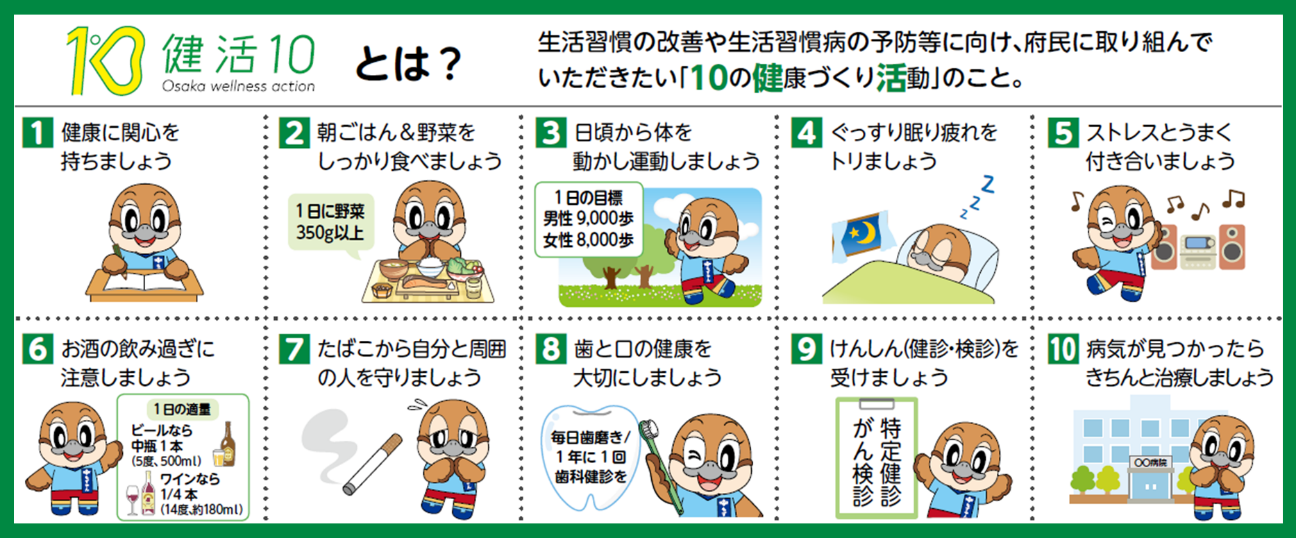 10 健活10
Osaka wellness action
とは？
生活習慣の改善や生活習慣病の予防等に向け、府民に取り組んで
いただきたい「10の健康づくり活動」のこと。
1 健康に関心を
持ちましょう
2 朝ごはん＆野菜を
しっかり食べましょう
1日に野菜
350g以上
3 日頃から体を
動かし運動しましょう
1日の目標
男性 9,000歩
女性 8,000歩
4 ぐっすり眠り疲れを
トリましょう
z
z
z
5 ストレスとうまく
付き合いましょう
6 お酒の飲み過ぎに
注意しましょう
1日の適量
ビールなら
中瓶1本
(5度、500ml)
ワインなら
1/4本
(14度、約180ml)
7 たばこから自分と周囲
の人を守りましょう
8 歯と口の健康を
大切にしましょう
毎日歯磨き/
1年に1回
歯科健診を
9 けんしん(健診・検診)を
受けましょう
特定健診
がん検診
10 病気が見つかったら
きちんと治療しましょう
〇〇病院